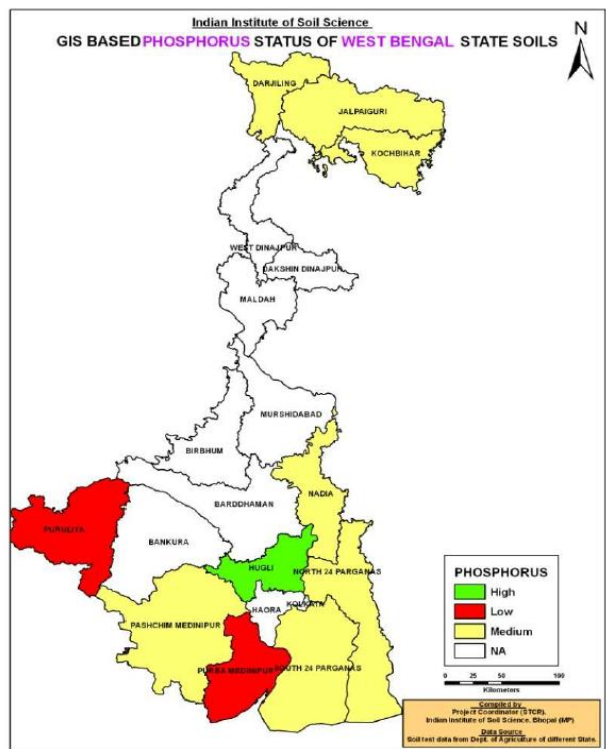 Indian Institute of Soil Science
GIS BASED PHOSPHORUS STATUS OF WEST BENGAL STATE SOILS
N
DARJILING
JALPAIGURI
KOCHBIHAR
WEST DINAJPUR
DAKSHIN DINAJPUR
MALDAH
MURSHIDABAD
BIRBHUM
NADIA
BARDDHAMAN
PURULIYA
BANKURA
HUGLI
NORTH 24 PARGANAS
KOLKATA
HAORA
PASHCHIM MEDINIPUR
PURBA MEDINIPUR
SOUTH 24 PARGANAS
PHOSPHORUS
High
Low
Medium
NA
50 25 0 50 100
Kilometers
Compiled by
Project Coordinator (STCR),
Indian Institute of Soil Science, Bhopal (MP)
Data Source
Soil test data from Dept. of Agriculture of different State.